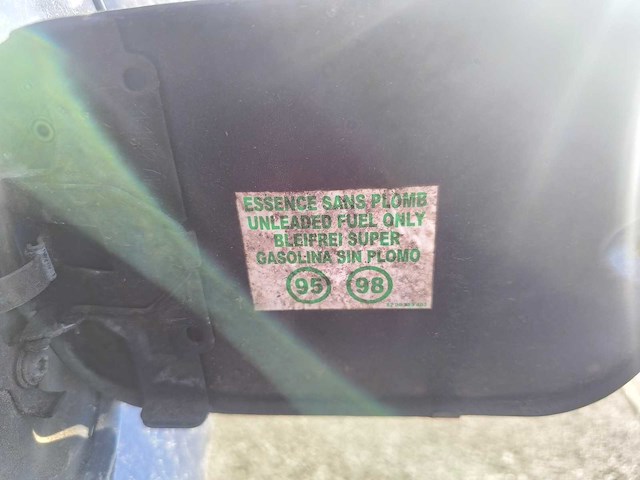 ESSENCE SANS PLOMB
UNLEADED FUEL ONLY
BLEIFREI SUPER
GASOLINA SIN PLOMO
95 98